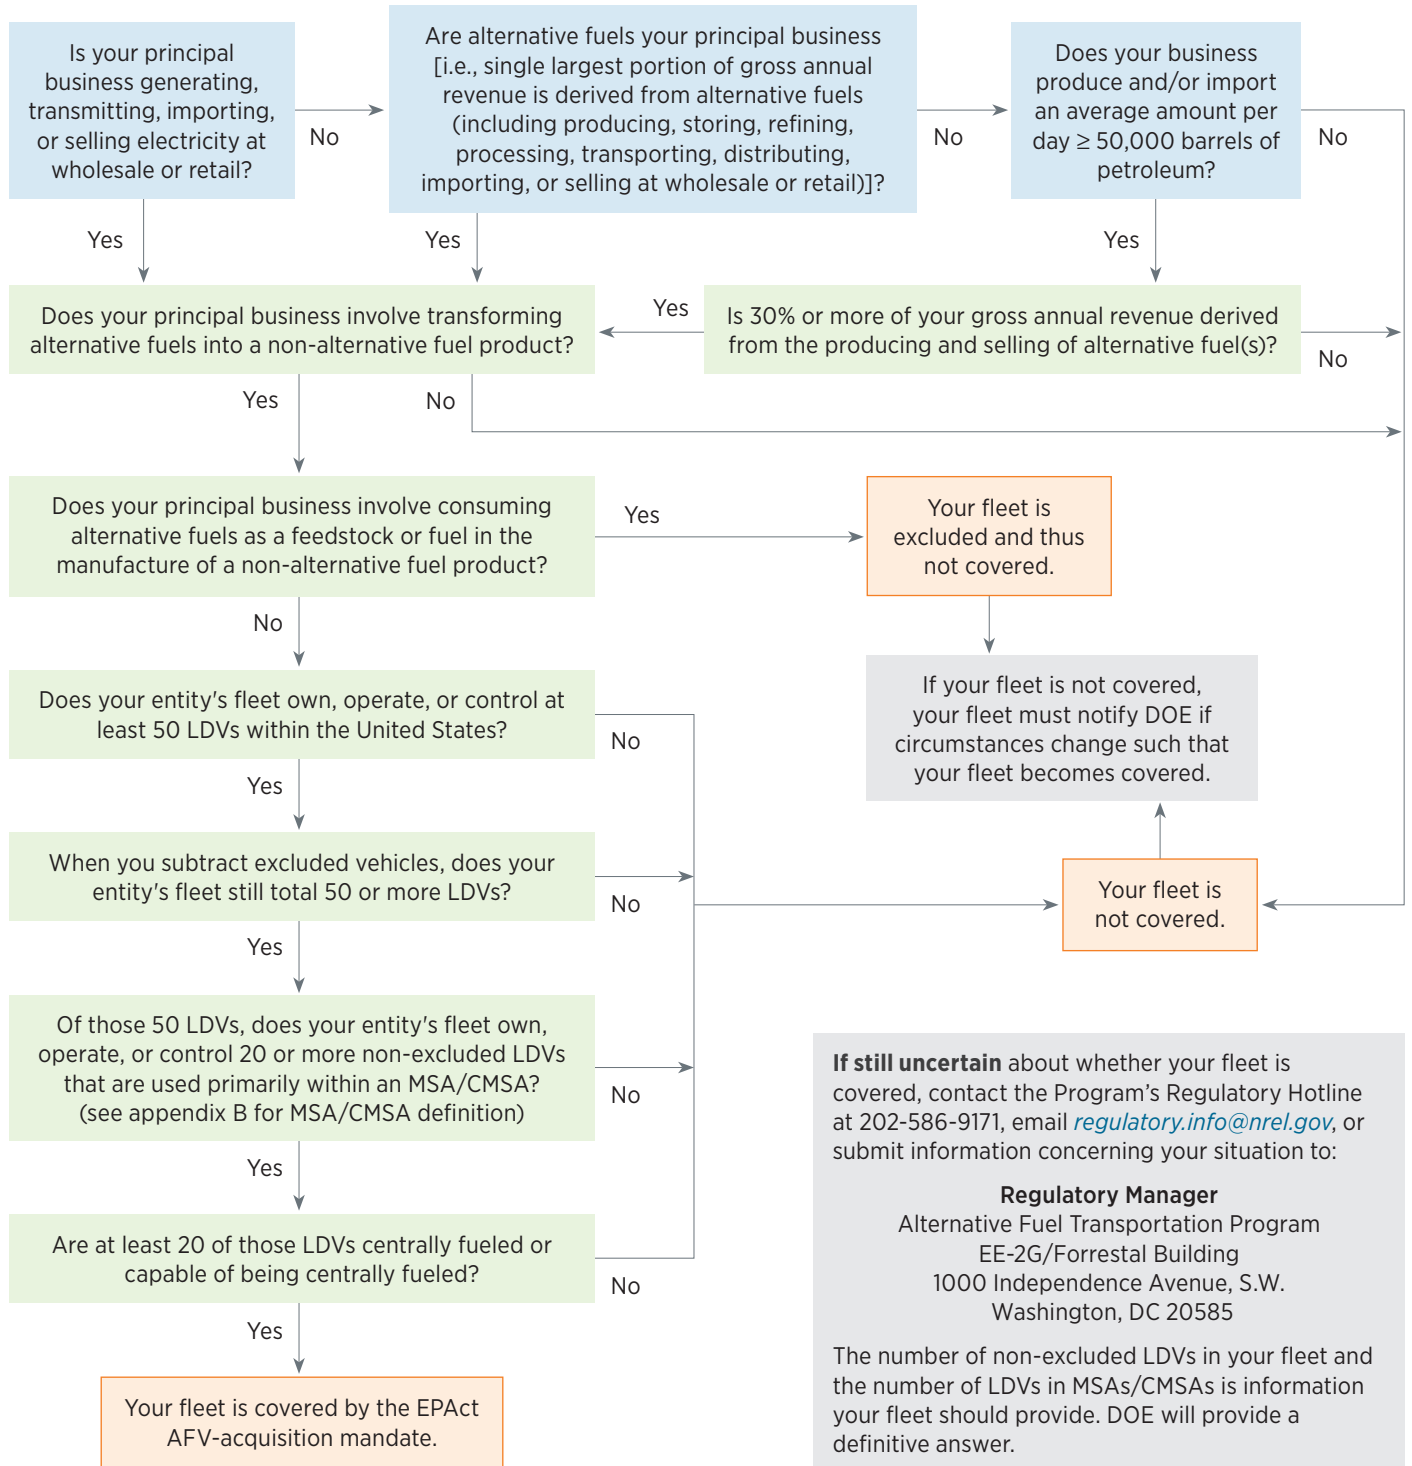 Is your principal
business generating,
transmitting, importing,
or selling electricity at
wholesale or retail?
No
Are alternative fuels your principal business
[i.e., single largest portion of gross annual
revenue is derived from alternative fuels
(including producing, storing, refining,
processing, transporting, distributing,
importing, or selling at wholesale or retail)]?
No
Does your business
produce and/or import
an average amount per
day ≥ 50,000 barrels of
petroleum?
No
Yes
Yes
Yes
Does your principal business involve transforming
alternative fuels into a non-alternative fuel product?
Yes
Is 30% or more of your gross annual revenue derived
from the producing and selling of alternative fuel(s)?
No
Yes
No
Does your principal business involve consuming
alternative fuels as a feedstock or fuel in the
manufacture of a non-alternative fuel product?
Yes
Your fleet is
excluded and thus
not covered.
No
Does your entity's fleet own, operate, or control at
least 50 LDVs within the United States?
No
If your fleet is not covered,
your fleet must notify DOE if
circumstances change such that
your fleet becomes covered.
Yes
When you subtract excluded vehicles, does your
entity's fleet still total 50 or more LDVs?
No
Your fleet is
not covered.
Yes
Of those 50 LDVs, does your entity's fleet own,
operate, or control 20 or more non-excluded LDVs
that are used primarily within an MSA/CMSA?
(see appendix B for MSA/CMSA definition)
No
Yes
Are at least 20 of those LDVs centrally fueled or
capable of being centrally fueled?
No
Yes
Your fleet is covered by the EPAct
AFV-acquisition mandate.
If still uncertain about whether your fleet is
covered, contact the Program’s Regulatory Hotline
at 202-586-9171, email regulatory.info@nrel.gov, or
submit information concerning your situation to:
Regulatory Manager
Alternative Fuel Transportation Program
EE-2G/Forrestal Building
1000 Independence Avenue, S.W.
Washington, DC 20585
The number of non-excluded LDVs in your fleet and
the number of LDVs in MSAs/CMSAs is information
your fleet should provide. DOE will provide a
definitive answer.